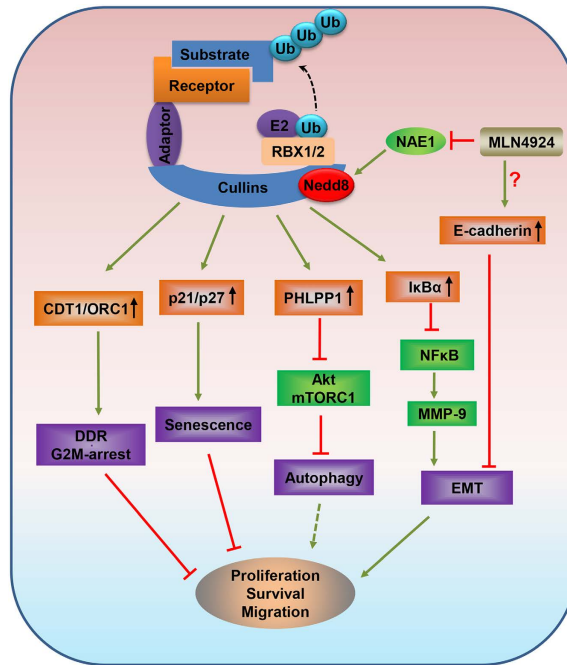 Ub
Ub
Ub
Substrate
Receptor
Adaptor
E2
Ub
RBX1/2
NAE1
MLN4924
Cullins
Nedd8
?
E-cadherin
CDT1/ORC1
p21/p27
PHLPP1
IκBα
NFκB
Akt
mTORC1
MMP-9
DDR
G2M-arrest
Senescence
Autophagy
EMT
Proliferation
Survival
Migration